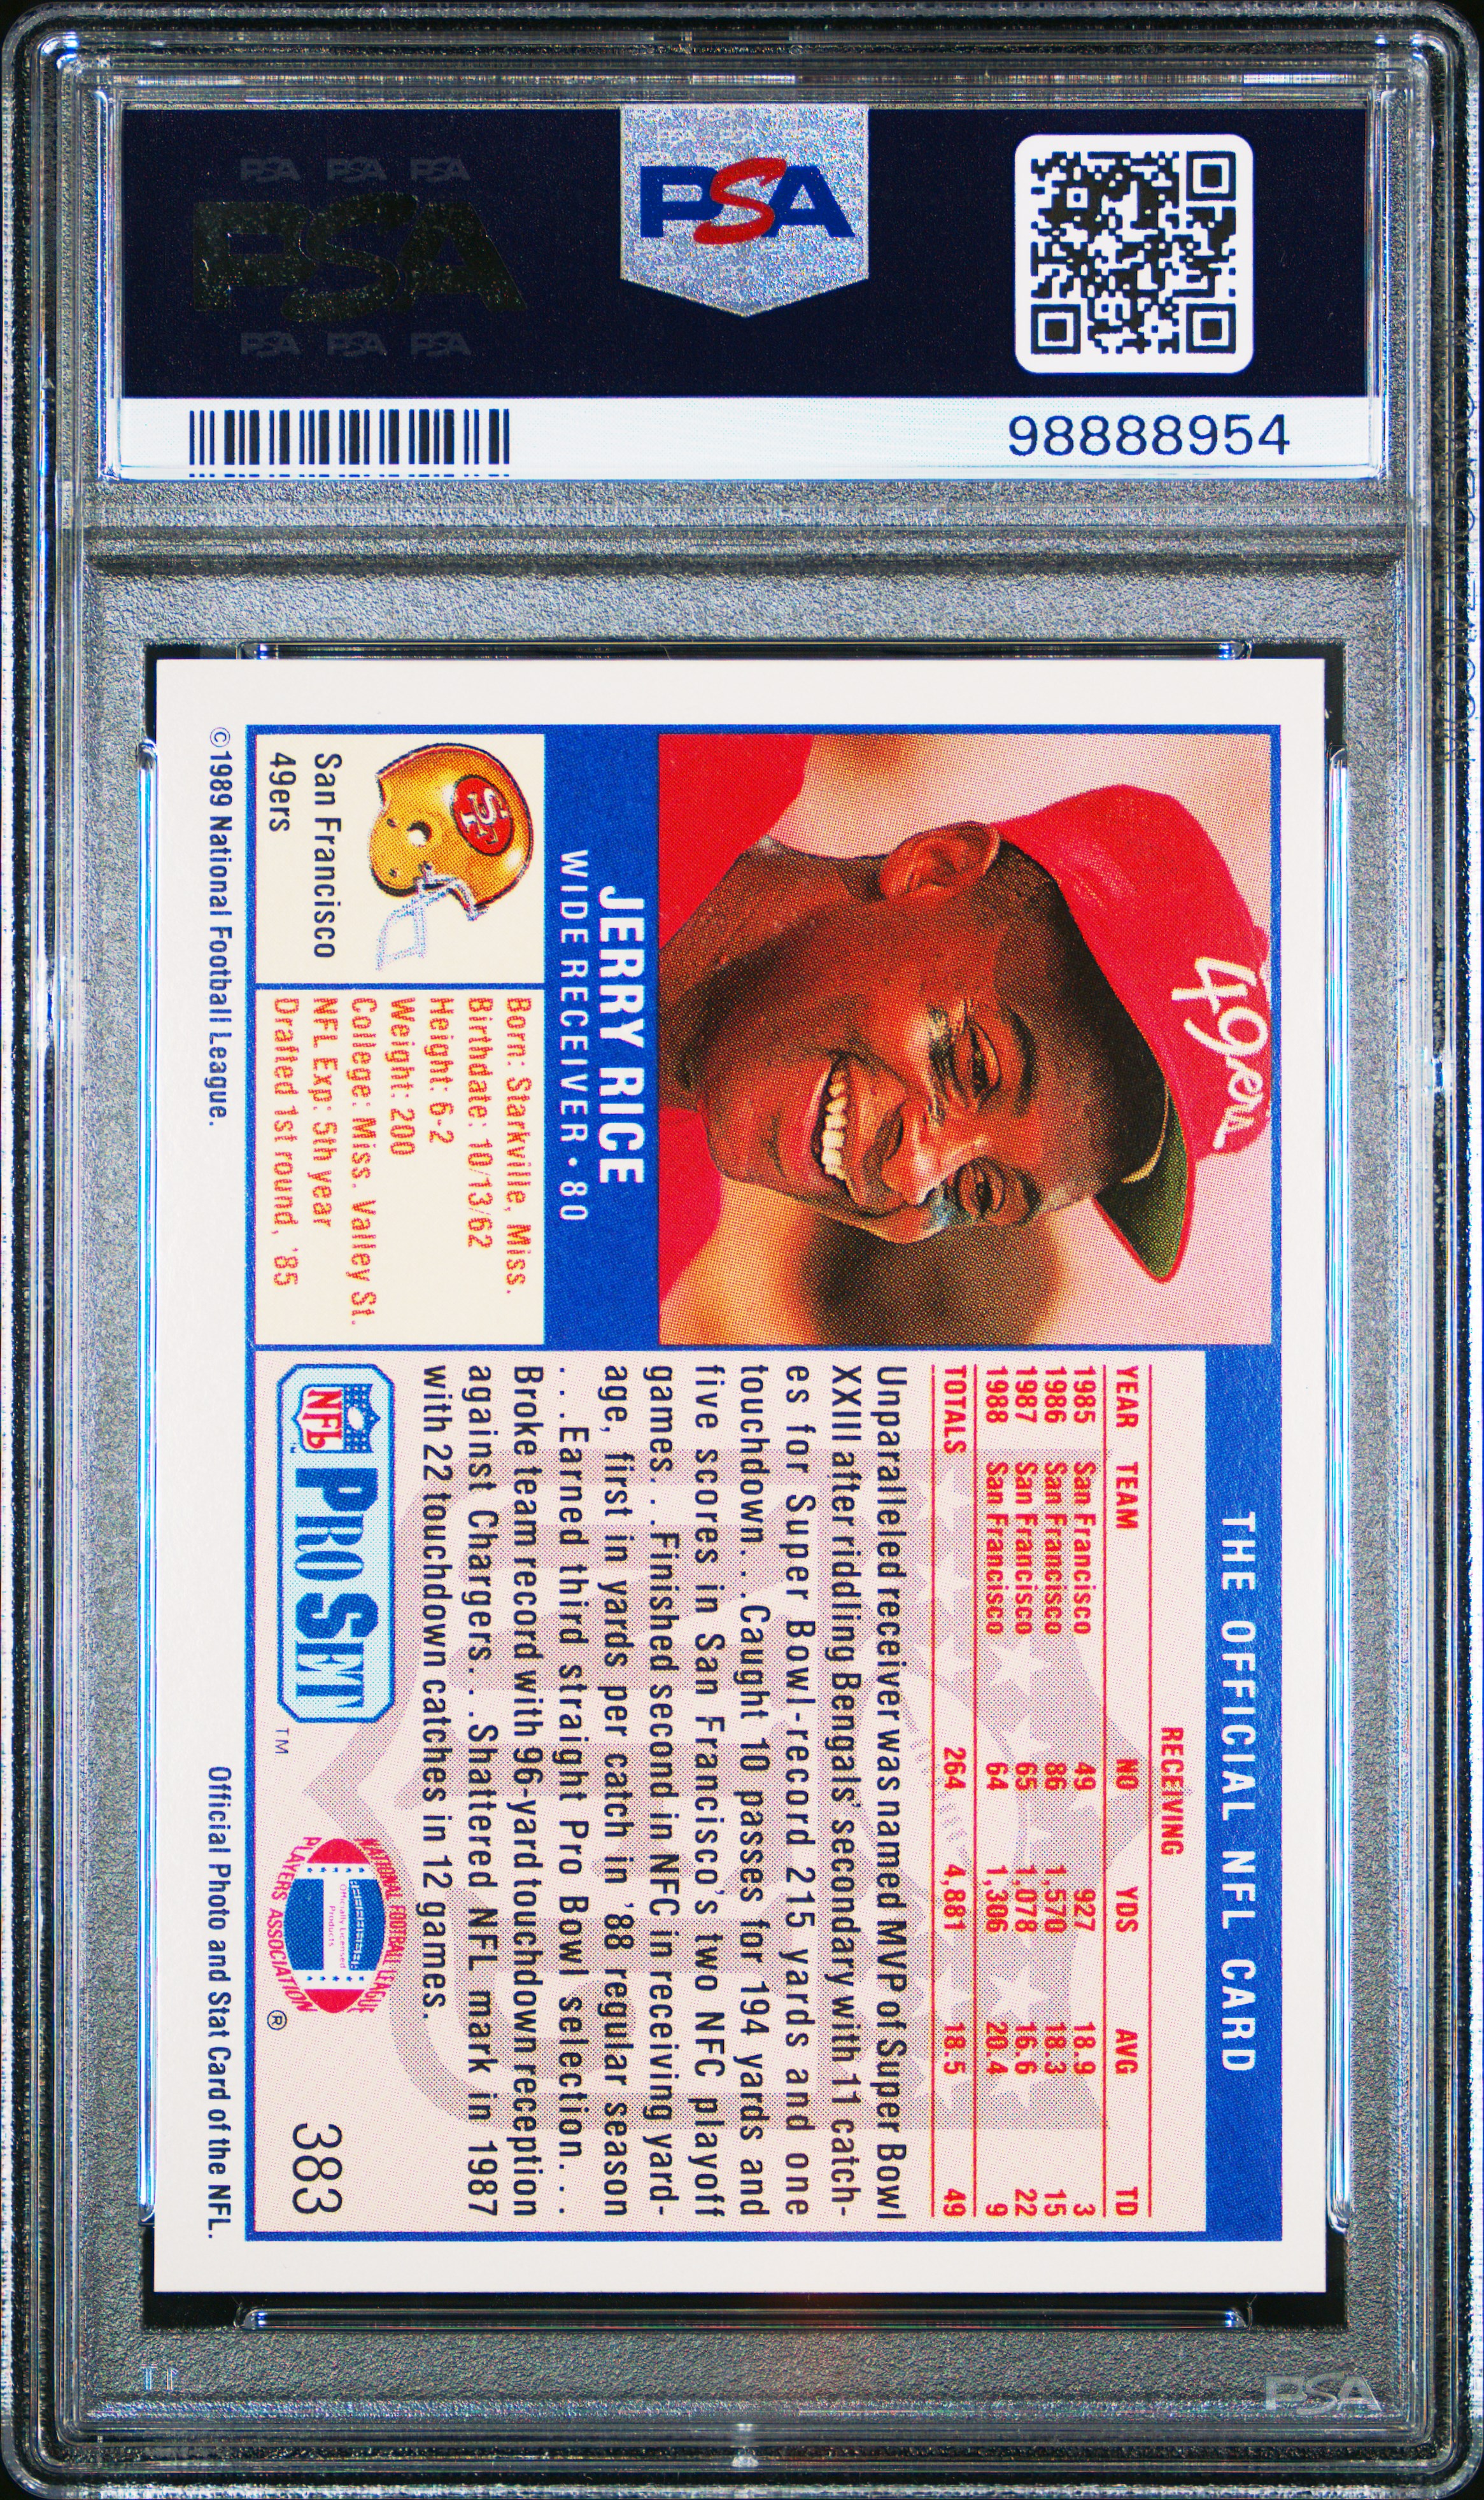 PSA PSA PSA
PSA
PSA PSA PSA
PSA
98888954
THE OFFICIAL NFL CARD
49ers
JERRY RICE
WIDE RECEIVER • 80
SF
San Francisco
49ers
Born: Starkville, Miss.
Birthdate: 10/13/62
Height: 6-2
Weight: 200
College: Miss. Valley St.
NFL Exp: 5th year
Drafted 1st round, '85
RECEIVING
YEAR TEAM NO YDS AVG TD
1985 San Francisco 49 927 18.9 3
1986 San Francisco 86 1,570 18.3 15
1987 San Francisco 65 1,078 16.6 22
1988 San Francisco 64 1,306 20.4 9
TOTALS 264 4,881 18.5 49
Unparalleled receiver was named MVP of Super Bowl
XXIII after riddling Bengals' secondary with 11 catch-
es for Super Bowl-record 215 yards and one
touchdown. . .Caught 10 passes for 194 yards and
five scores in San Francisco's two NFC playoff
games. . .Finished second in NFC in receiving yard-
age, first in yards per catch in '88 regular season
. . .Earned third straight Pro Bowl selection. . .
Broke team record with 96-yard touchdown reception
against Chargers. . .Shattered NFL mark in 1987
with 22 touchdown catches in 12 games.
NFL PRO SET ™
NATIONAL FOOTBALL LEAGUE
Officially Licensed
Products
PLAYERS ASSOCIATION ®
383
©1989 National Football League.
Official Photo and Stat Card of the NFL.
PSA